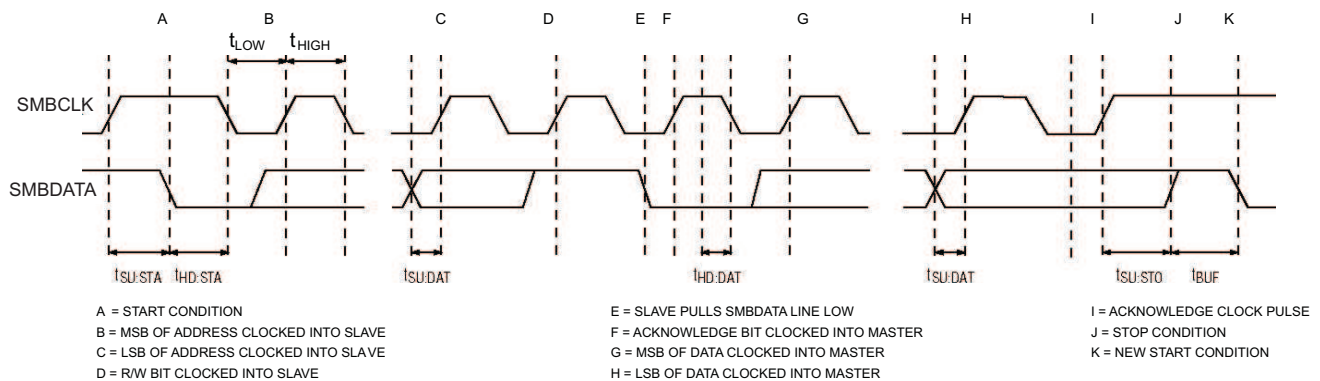 A B C D E F G H I J K
tLOW tHIGH
SMBCLK
SMBDATA
tSU:STA tHD:STA tSU:DAT tHD:DAT tSU:DAT tSU:STO tBUF
A = START CONDITION
B = MSB OF ADDRESS CLOCKED INTO SLAVE
C = LSB OF ADDRESS CLOCKED INTO SLAVE
D = R/W BIT CLOCKED INTO SLAVE
E = SLAVE PULLS SMBDATA LINE LOW
F = ACKNOWLEDGE BIT CLOCKED INTO MASTER
G = MSB OF DATA CLOCKED INTO MASTER
H = LSB OF DATA CLOCKED INTO MASTER
I = ACKNOWLEDGE CLOCK PULSE
J = STOP CONDITION
K = NEW START CONDITION